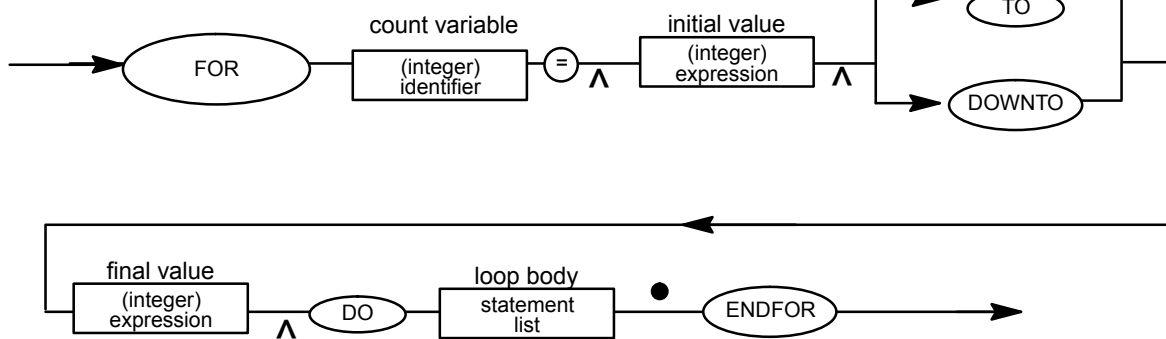 count variable
initial value
TO
FOR
(integer)
identifier
=
^
(integer)
expression
^
DOWNTO
final value
loop body
(integer)
expression
^
DO
statement
list
ENDFOR